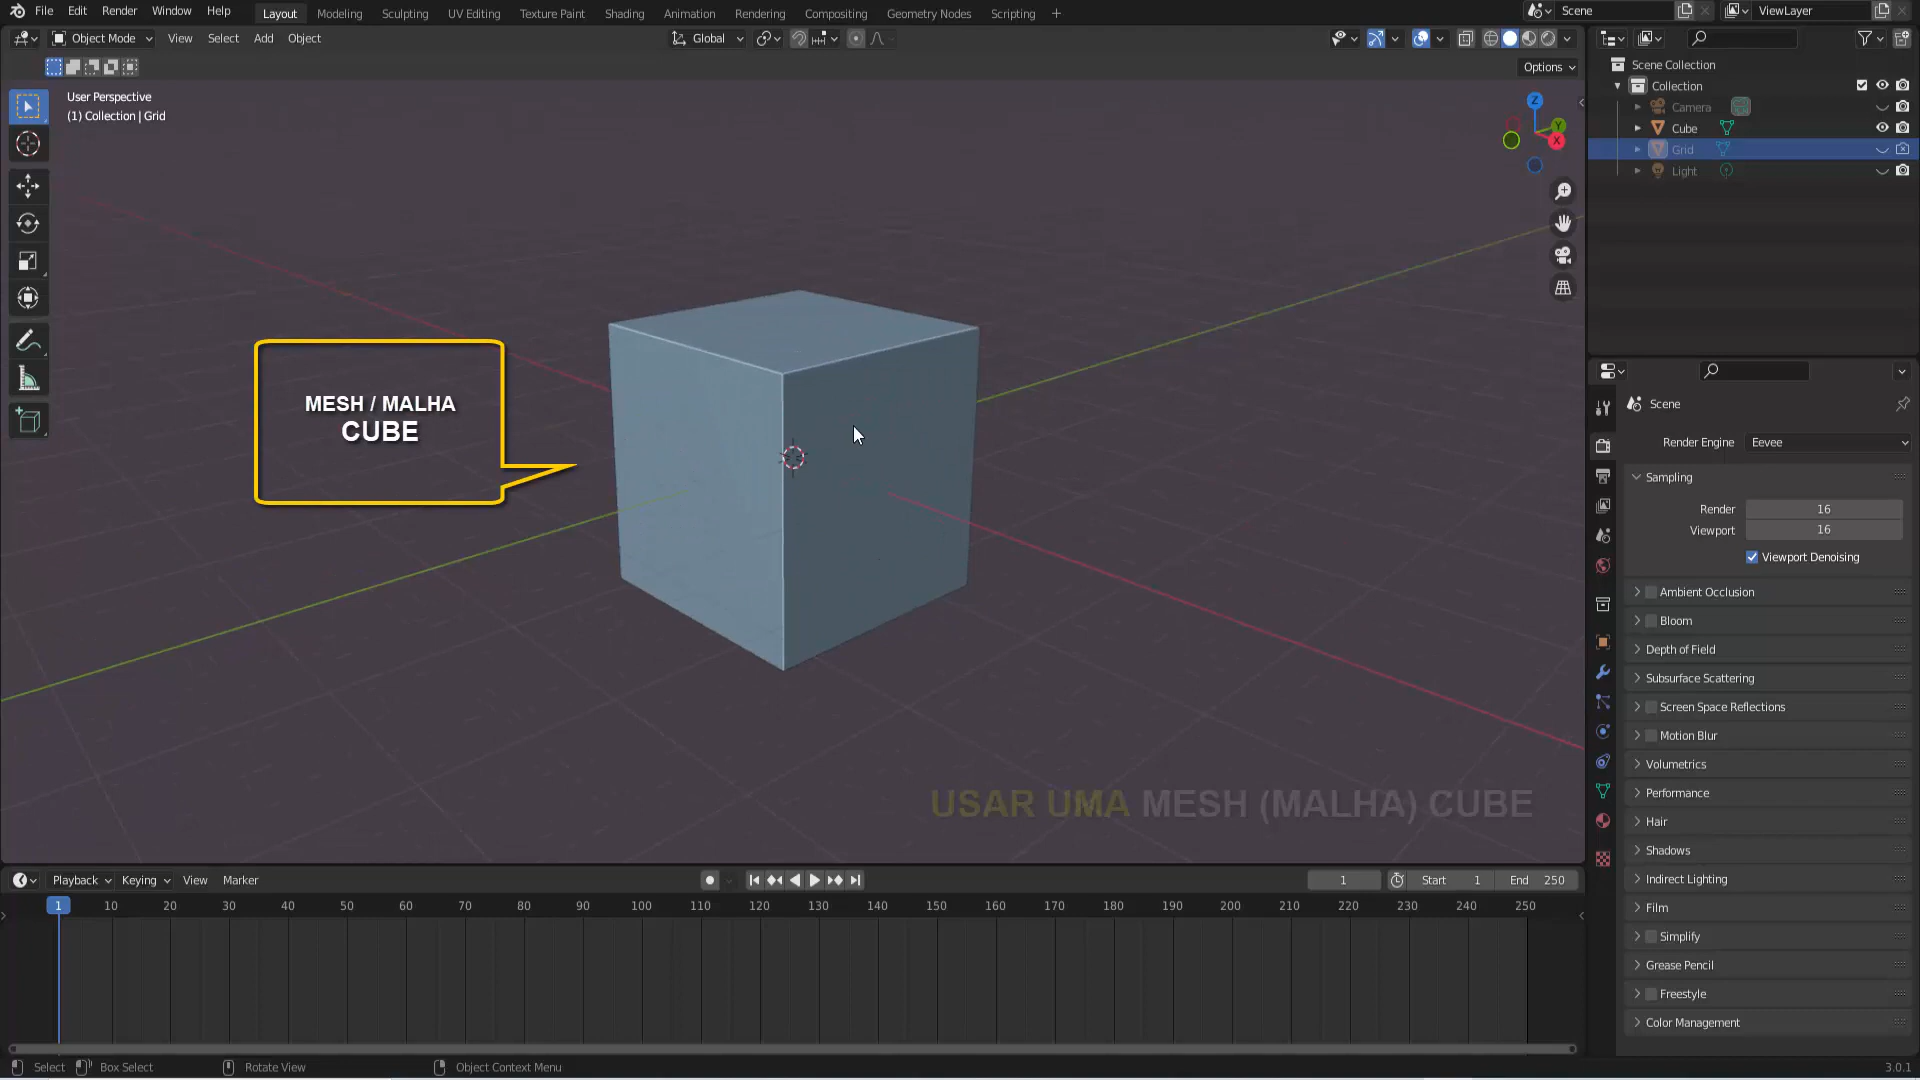 File Edit Render Window Help
Layout Modeling Sculpting UV Editing Texture Paint Shading Animation Rendering Compositing Geometry Nodes Scripting +
Scene
ViewLayer
Object Mode View Select Add Object
Global
Options
User Perspective
(1) Collection | Grid
Z
Y
X
MESH / MALHA
CUBE
USAR UMA MESH (MALHA) CUBE
Scene Collection
Collection
Camera
Cube
Grid
Light
Scene
Render Engine Eevee
Sampling
Render 16
Viewport 16
Viewport Denoising
Ambient Occlusion
Bloom
Depth of Field
Subsurface Scattering
Screen Space Reflections
Motion Blur
Volumetrics
Performance
Hair
Shadows
Indirect Lighting
Film
Simplify
Grease Pencil
Freestyle
Color Management
Playback Keying View Marker
1 Start 1 End 250
1 10 20 30 40 50 60 70 80 90 100 110 120 130 140 150 160 170 180 190 200 210 220 230 240 250
Select Box Select Rotate View Object Context Menu
3.0.1